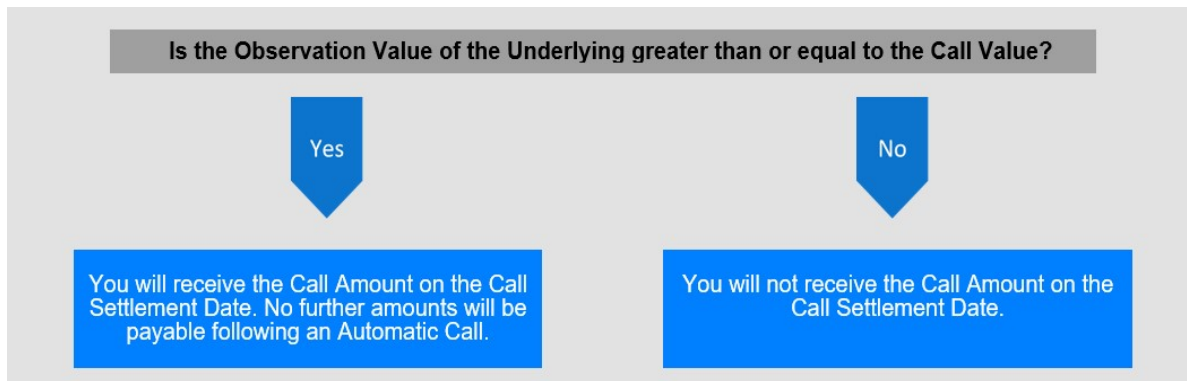 Is the Observation Value of the Underlying greater than or equal to the Call Value?
Yes
No
You will receive the Call Amount on the Call
Settlement Date. No further amounts will be
payable following an Automatic Call.
You will not receive the Call Amount on the
Call Settlement Date.